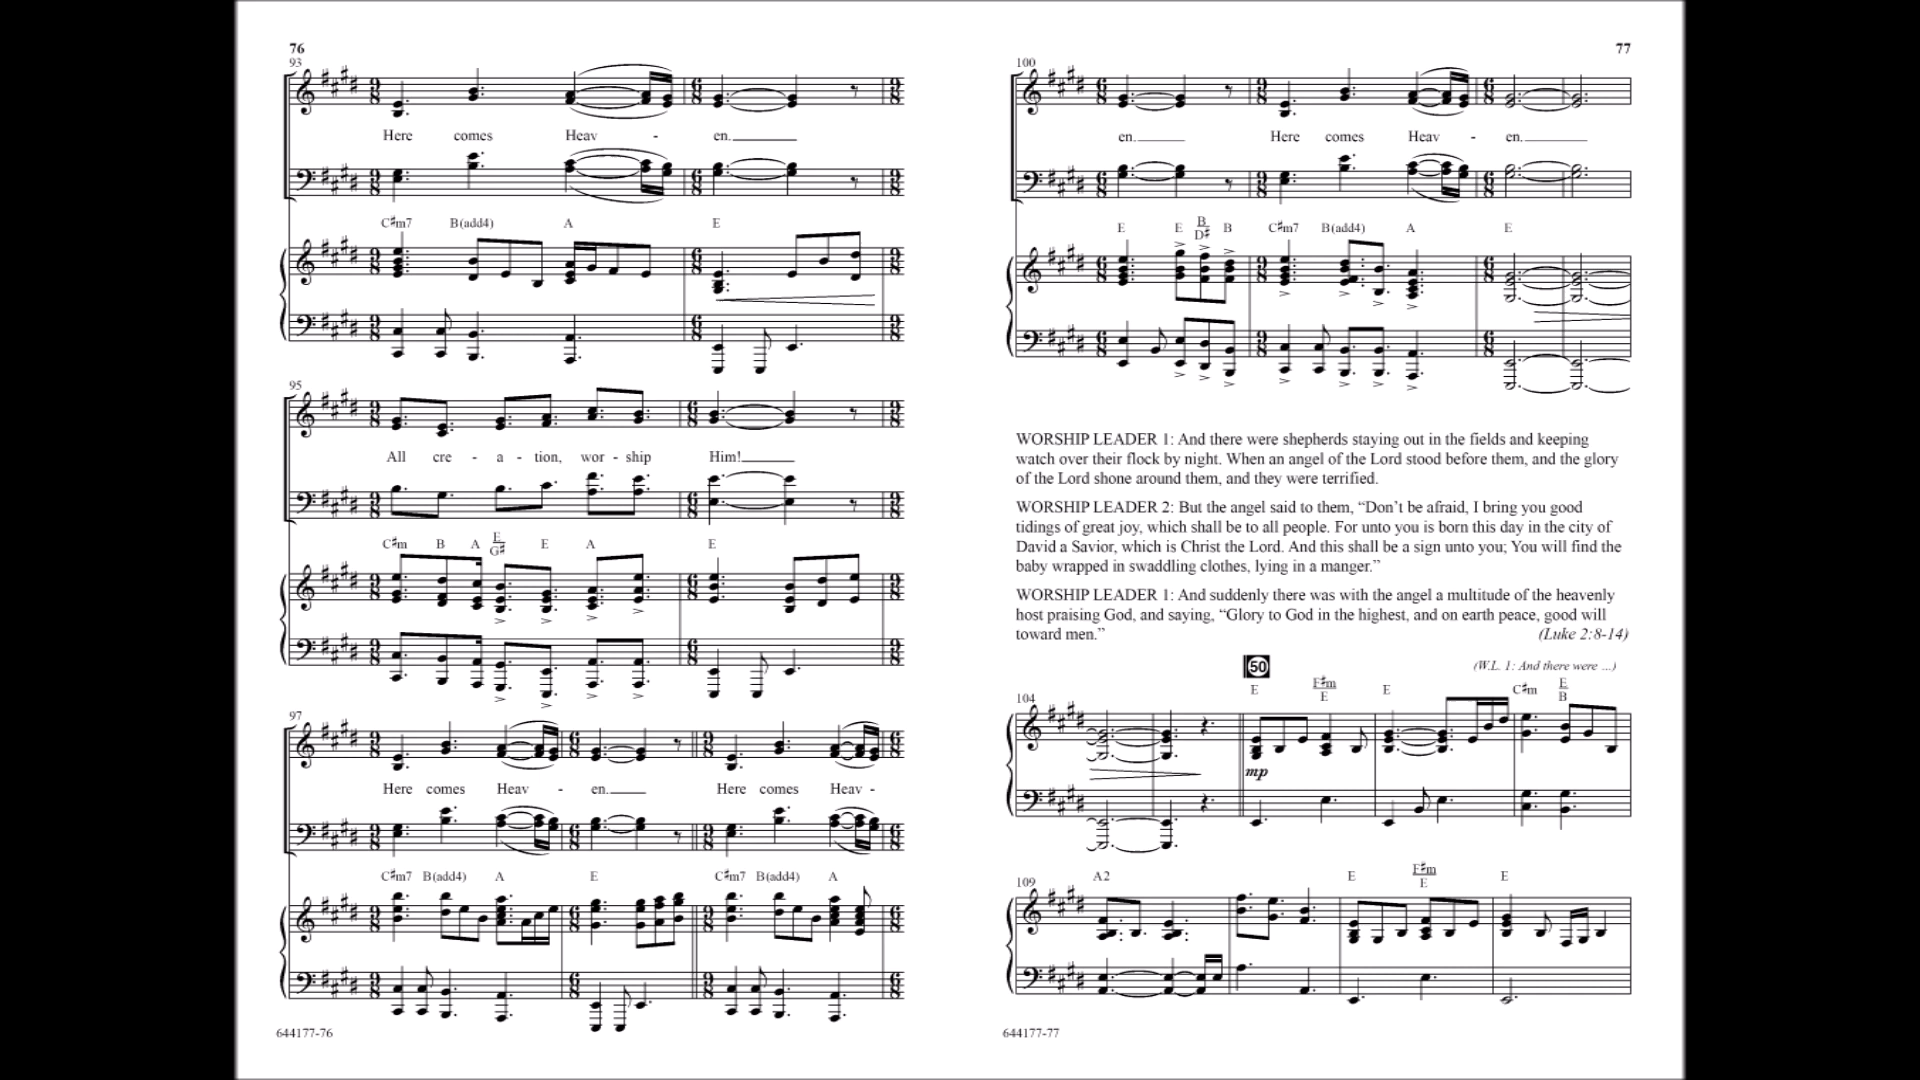 76
93
Here comes Heav - en.
C♯m7 B(add4) A E
95
All cre - a - tion, wor - ship Him!
C♯m B A E/G♯ E A E
97
Here comes Heav - en. Here comes Heav -
C♯m7 B(add4) A E C♯m7 B(add4) A
644177-76
77
100
en. Here comes Heav - en.
E E B/D♯ B C♯m7 B(add4) A E
WORSHIP LEADER 1: And there were shepherds staying out in the fields and keeping
watch over their flock by night. When an angel of the Lord stood before them, and the glory
of the Lord shone around them, and they were terrified.
WORSHIP LEADER 2: But the angel said to them, “Don’t be afraid, I bring you good
tidings of great joy, which shall be to all people. For unto you is born this day in the city of
David a Savior, which is Christ the Lord. And this shall be a sign unto you; You will find the
baby wrapped in swaddling clothes, lying in a manger.”
WORSHIP LEADER 1: And suddenly there was with the angel a multitude of the heavenly
host praising God, and saying, “Glory to God in the highest, and on earth peace, good will
toward men.” (Luke 2:8-14)
50 (W.L. 1: And there were ...)
E F♯m/E E C♯m E/B
104
mp
A2 E F♯m/E E
109
644177-77